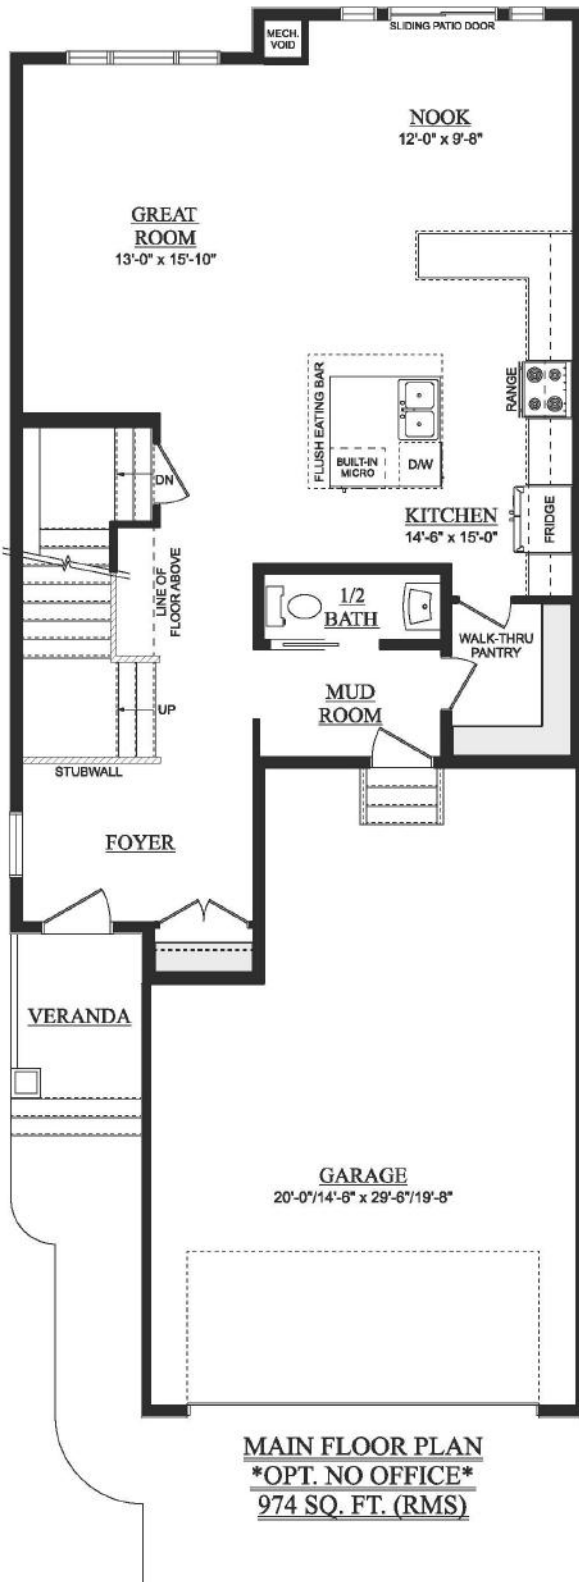 MECH.
VOID
SLIDING PATIO DOOR
NOOK
12'-0" x 9'-8"
GREAT
ROOM
13'-0" x 15'-10"
FLUSH EATING BAR
RANGE
BUILT-IN
MICRO
D/W
DN
KITCHEN
14'-6" x 15'-0"
FRIDGE
LINE OF
FLOOR ABOVE
1/2
BATH
WALK-THRU
PANTRY
MUD
ROOM
UP
STUBWALL
FOYER
VERANDA
GARAGE
20'-0"/14'-6" x 29'-6"/19'-8"
MAIN FLOOR PLAN
*OPT. NO OFFICE*
974 SQ. FT. (RMS)